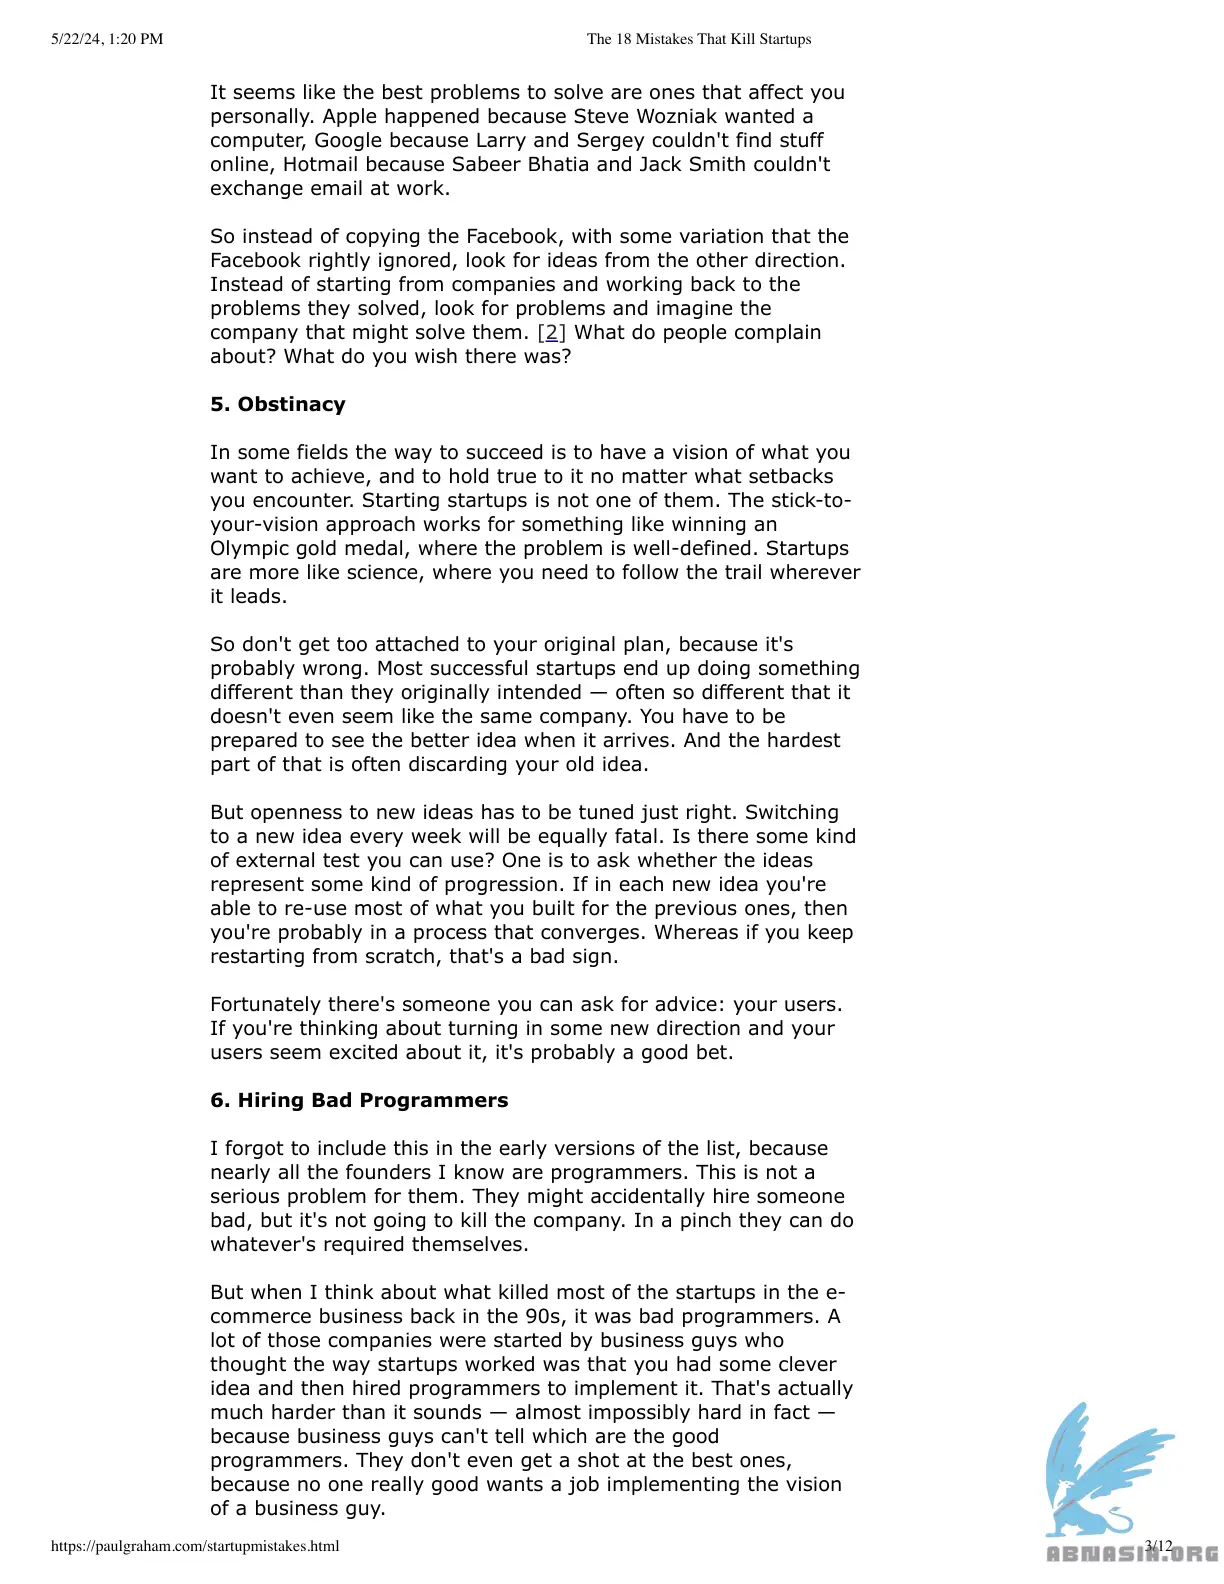 5/22/24, 1:20 PM
The 18 Mistakes That Kill Startups
It seems like the best problems to solve are ones that affect you
personally. Apple happened because Steve Wozniak wanted a
computer, Google because Larry and Sergey couldn't find stuff
online, Hotmail because Sabeer Bhatia and Jack Smith couldn't
exchange email at work.
So instead of copying the Facebook, with some variation that the
Facebook rightly ignored, look for ideas from the other direction.
Instead of starting from companies and working back to the
problems they solved, look for problems and imagine the
company that might solve them. [2] What do people complain
about? What do you wish there was?
5. Obstinacy
In some fields the way to succeed is to have a vision of what you
want to achieve, and to hold true to it no matter what setbacks
you encounter. Starting startups is not one of them. The stick-to-
your-vision approach works for something like winning an
Olympic gold medal, where the problem is well-defined. Startups
are more like science, where you need to follow the trail wherever
it leads.
So don't get too attached to your original plan, because it's
probably wrong. Most successful startups end up doing something
different than they originally intended — often so different that it
doesn't even seem like the same company. You have to be
prepared to see the better idea when it arrives. And the hardest
part of that is often discarding your old idea.
But openness to new ideas has to be tuned just right. Switching
to a new idea every week will be equally fatal. Is there some kind
of external test you can use? One is to ask whether the ideas
represent some kind of progression. If in each new idea you're
able to re-use most of what you built for the previous ones, then
you're probably in a process that converges. Whereas if you keep
restarting from scratch, that's a bad sign.
Fortunately there's someone you can ask for advice: your users.
If you're thinking about turning in some new direction and your
users seem excited about it, it's probably a good bet.
6. Hiring Bad Programmers
I forgot to include this in the early versions of the list, because
nearly all the founders I know are programmers. This is not a
serious problem for them. They might accidentally hire someone
bad, but it's not going to kill the company. In a pinch they can do
whatever's required themselves.
But when I think about what killed most of the startups in the e-
commerce business back in the 90s, it was bad programmers. A
lot of those companies were started by business guys who
thought the way startups worked was that you had some clever
idea and then hired programmers to implement it. That's actually
much harder than it sounds — almost impossibly hard in fact —
because business guys can't tell which are the good
programmers. They don't even get a shot at the best ones,
because no one really good wants a job implementing the vision
of a business guy.
https://paulgraham.com/startupmistakes.html
3/12
ABNASIA.ORG